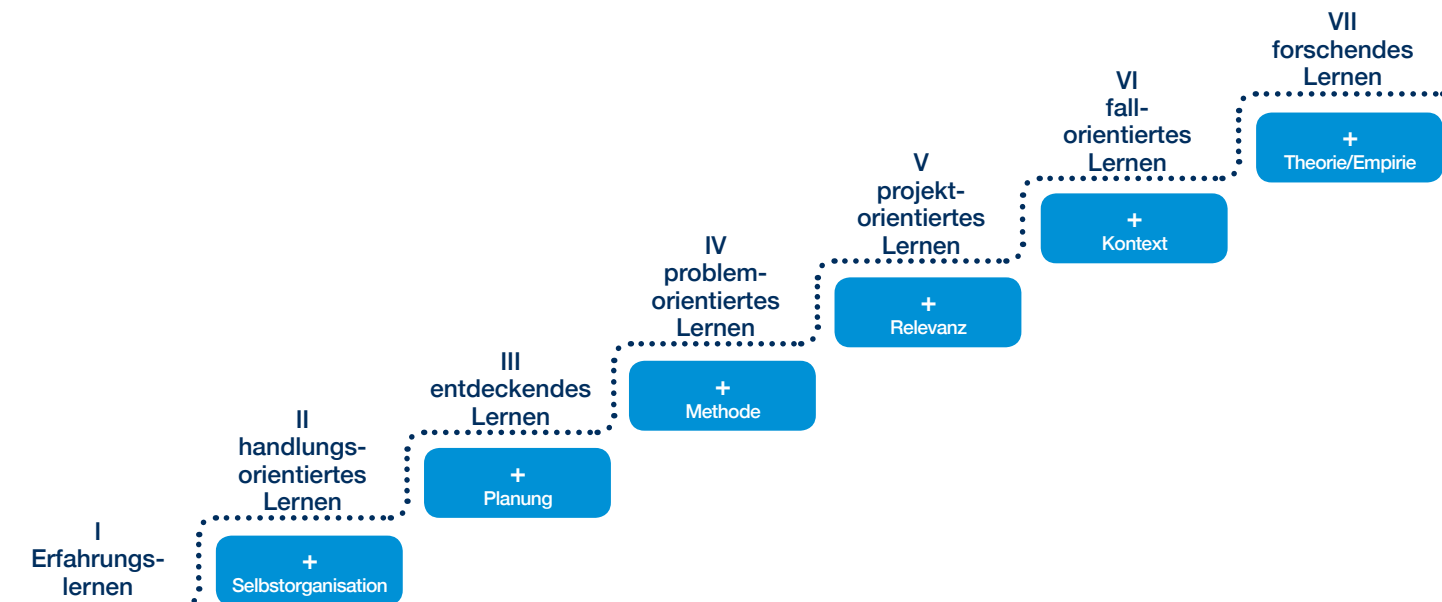 I
Erfahrungs-
lernen
II
handlungs-
orientiertes
Lernen
+
Selbstorganisation
III
entdeckendes
Lernen
+
Planung
IV
problem-
orientiertes
Lernen
+
Methode
V
projekt-
orientiertes
Lernen
+
Relevanz
VI
fall-
orientiertes
Lernen
+
Kontext
VII
forschendes
Lernen
+
Theorie/Empirie